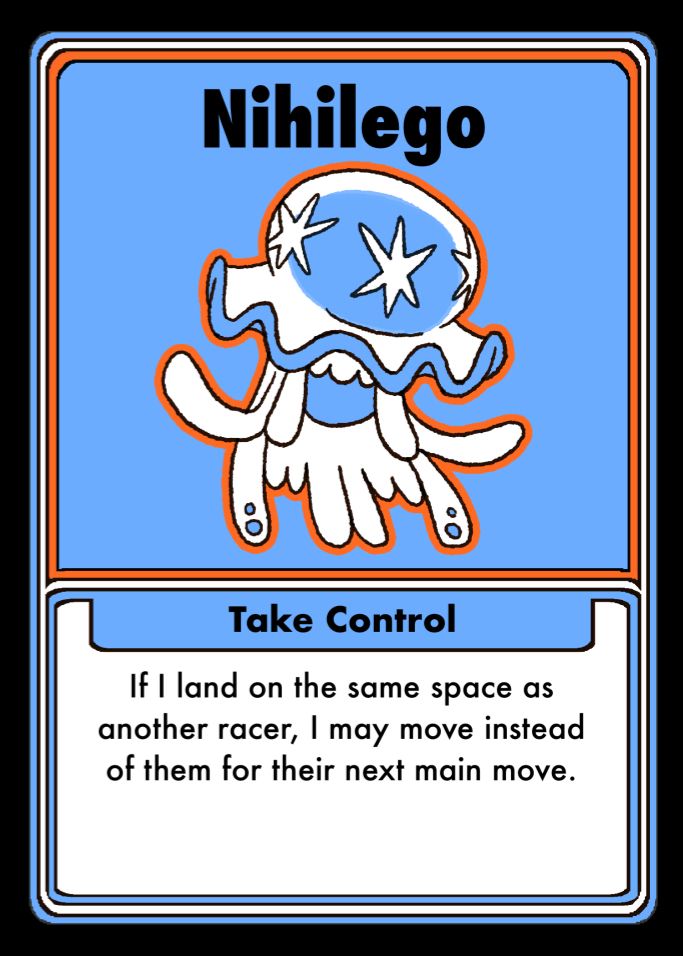 Nihilego
Take Control
If I land on the same space as
another racer, I may move instead
of them for their next main move.